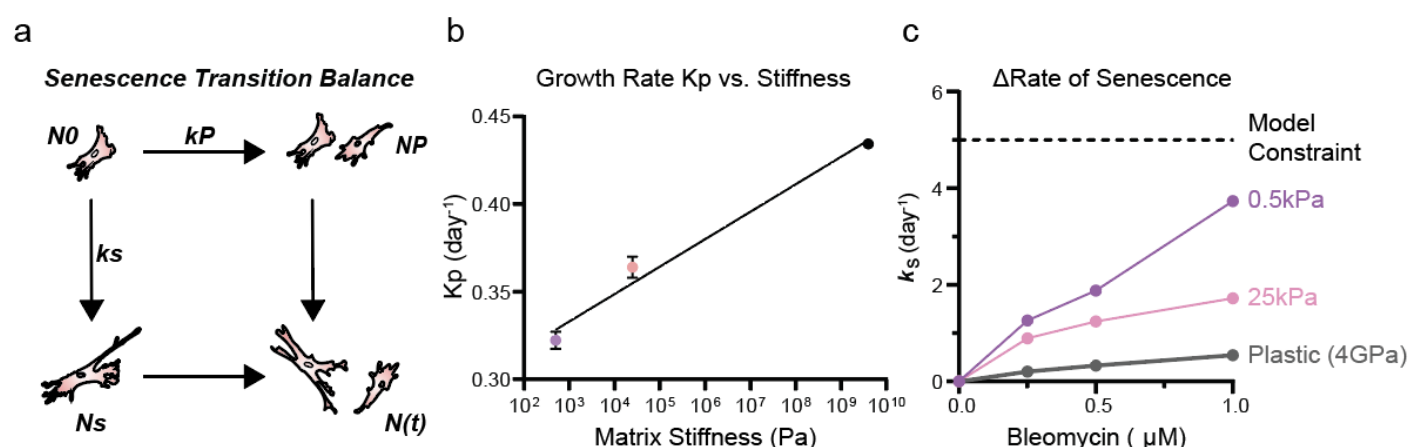 a
Senescence Transition Balance
N0
kP
NP
ks
Ns
N(t)
b
Growth Rate Kp vs. Stiffness
Kp (day⁻¹)
0.45
0.40
0.35
0.30
10² 10³ 10⁴ 10⁵ 10⁶ 10⁷ 10⁸ 10⁹ 10¹⁰
Matrix Stiffness (Pa)
c
ΔRate of Senescence
kₛ (day⁻¹)
6
4
2
0
0.0 0.5 1.0
Bleomycin ( µM)
Model
Constraint
0.5kPa
25kPa
Plastic (4GPa)